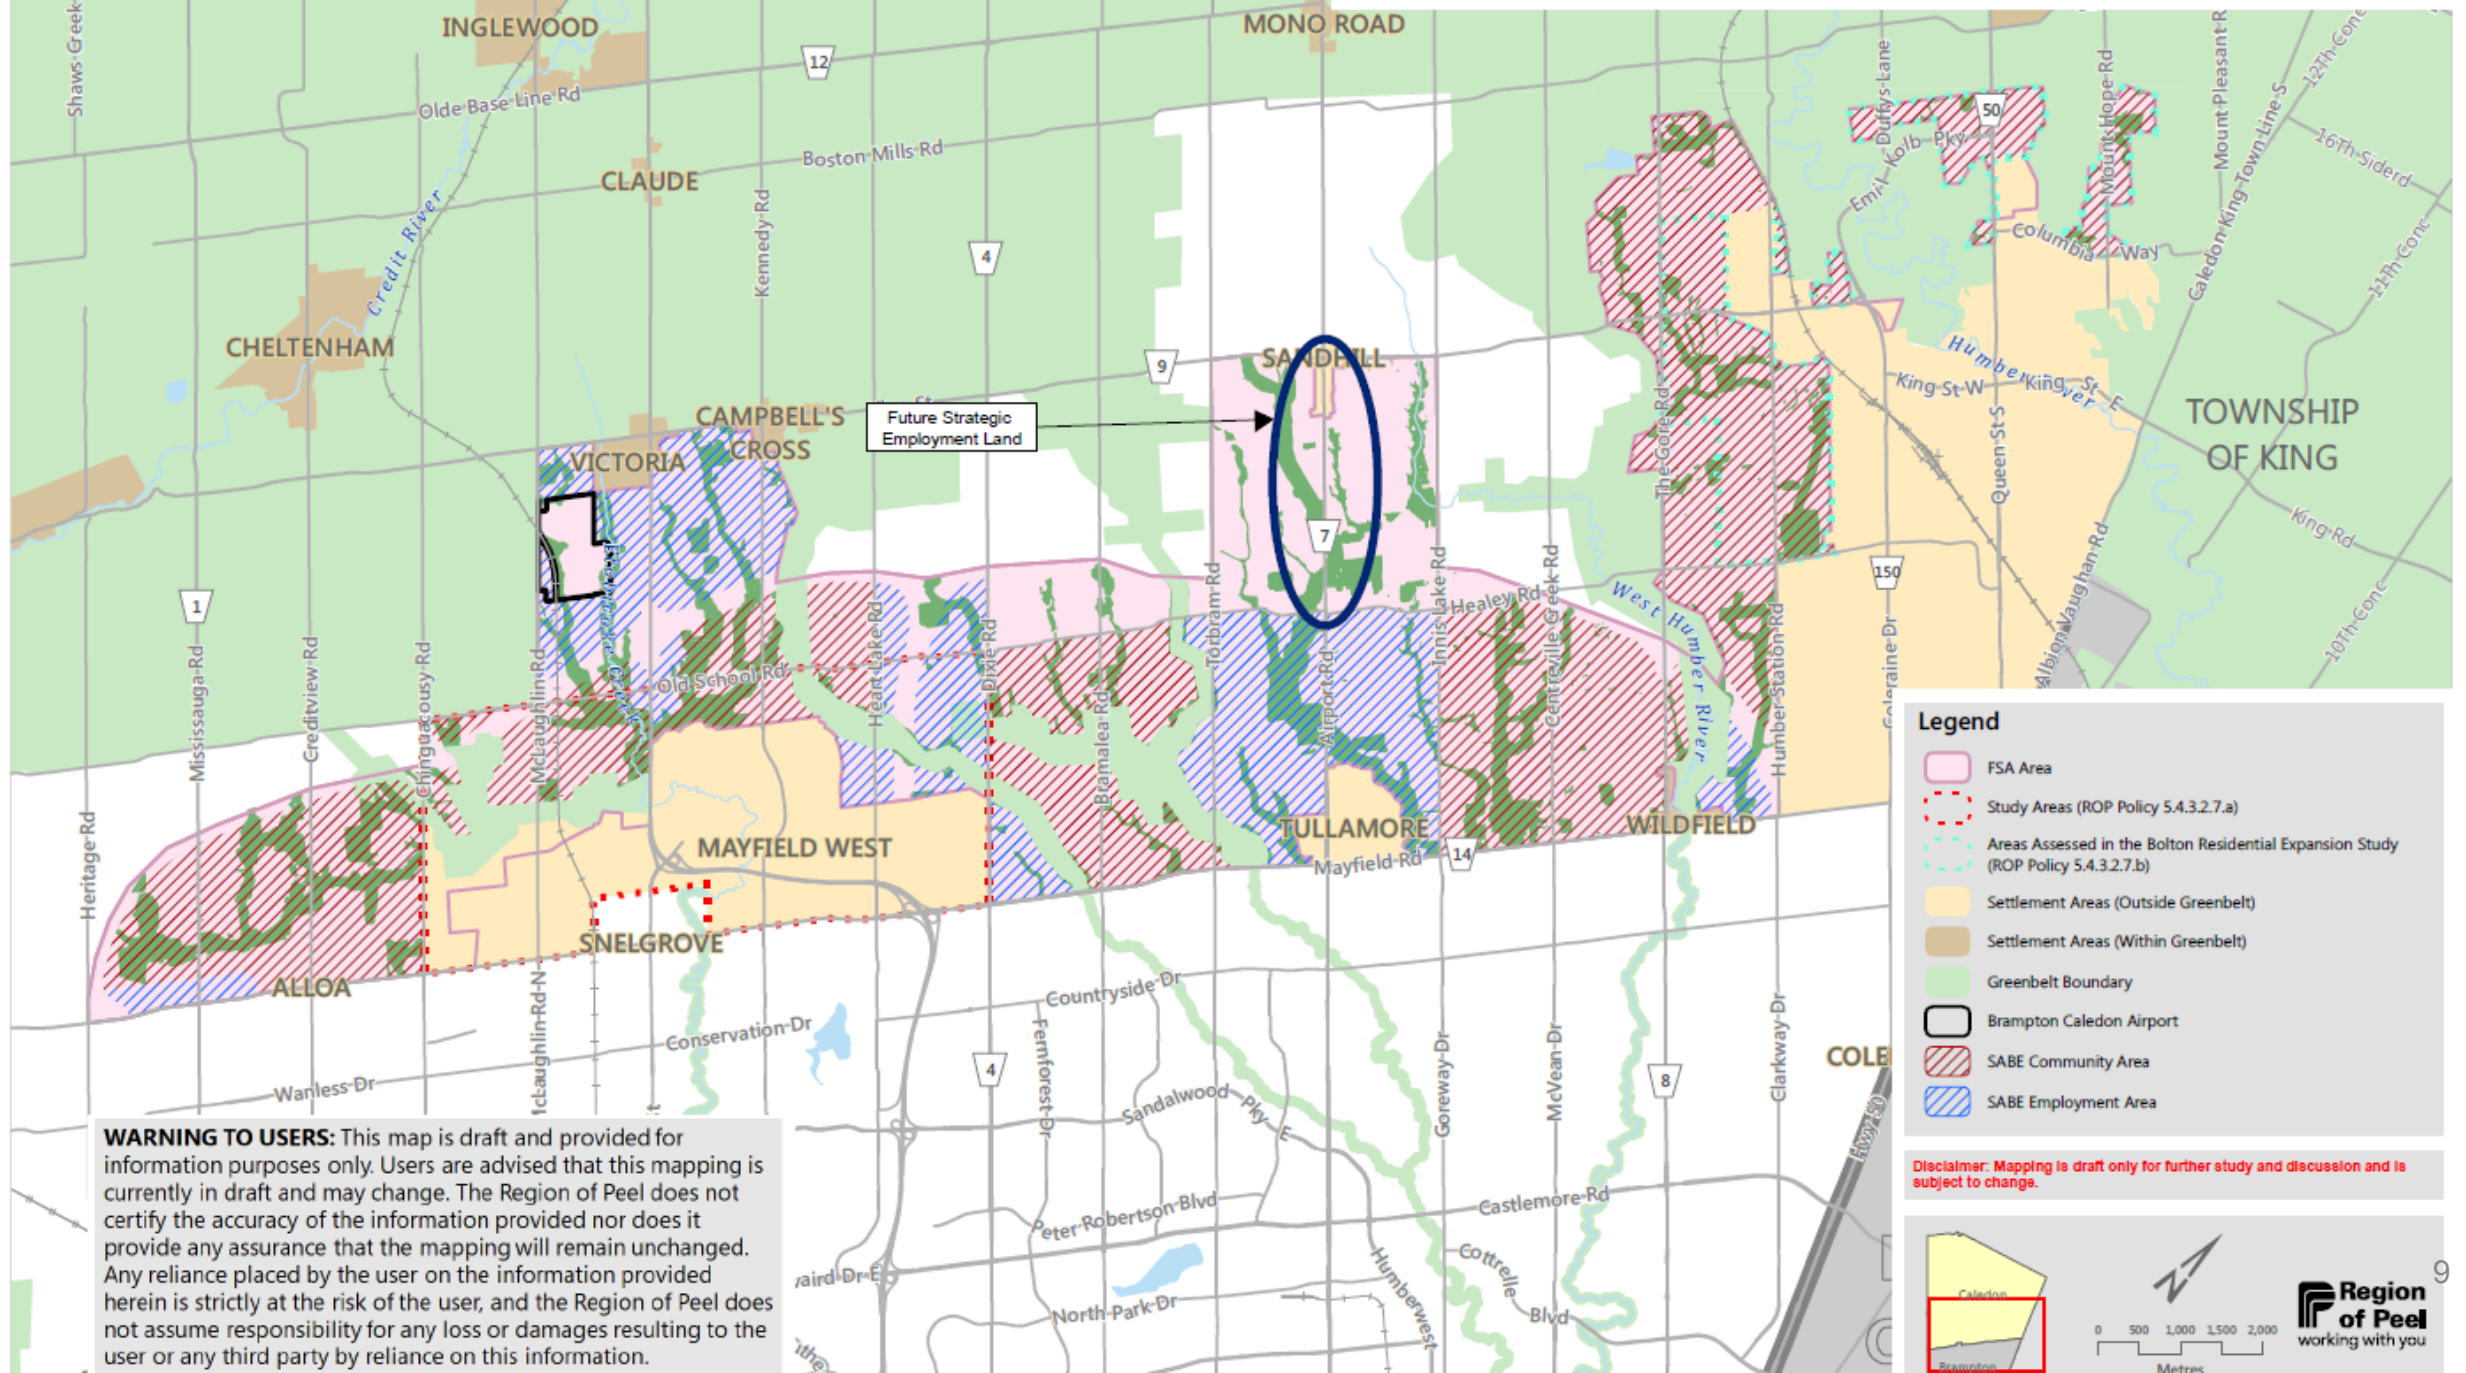 INGLEWOOD
MONO ROAD
Shaws-Creek
12
Olde Base Line Rd
Boston Mills Rd
CLAUDE
Kennedy-Rd
Credit River
4
CHELTENHAM
9
SANDHILL
Future Strategic
Employment Land
CAMPBELL'S
CROSS
VICTORIA
7
Duffys-Lane
50
Mount-Hope-Rd
Mount Pleasant-R
12Th-Conc
Emil Kolb Pky
16Th-Siderd
Caledon-King-Town-Line-S
11Th-Conc
Columbia Way
Humber River
King-St-W
King St E
The-Gore-Rd
Queen-St-S
TOWNSHIP
OF KING
King-Rd
150
10Th-Conc
Albion-Vaughan-Rd
1
Mississauga-Rd
Creditview-Rd
Chinguacousy-Rd
McLaughlin-Rd
Old School Rd
Heart-Lake-Rd
Dixie-Rd
Bramalea-Rd
Torbram-Rd
Airport-Rd
Innis-Lake-Rd
Healey Rd
Centreville-Creek-Rd
West Humber River
Humber-Station-Rd
Coleraine-Dr
Heritage-Rd
MAYFIELD WEST
TULLAMORE
WILDFIELD
Mayfield-Rd
14
SNELGROVE
ALLOA
Countryside-Dr
Conservation-Dr
Wanless-Dr
McLaughlin-Rd-N
4
Fernforest-Dr
Sandalwood Pky E
Goreway-Dr
McVean-Dr
8
Clarkway-Dr
COLE
Hwy-50
Peter-Robertson-Blvd
Castlemore Rd
Cottrelle
Blvd
Humberwest
North-Park-Dr
aird-Dr-E
Legend
FSA Area
Study Areas (ROP Policy 5.4.3.2.7.a)
Areas Assessed in the Bolton Residential Expansion Study
(ROP Policy 5.4.3.2.7.b)
Settlement Areas (Outside Greenbelt)
Settlement Areas (Within Greenbelt)
Greenbelt Boundary
Brampton Caledon Airport
SABE Community Area
SABE Employment Area
Disclaimer: Mapping is draft only for further study and discussion and is
subject to change.
Caledon
Brampton
N
0 500 1,000 1,500 2,000
Metres
9
Region
of Peel
working with you
WARNING TO USERS: This map is draft and provided for
information purposes only. Users are advised that this mapping is
currently in draft and may change. The Region of Peel does not
certify the accuracy of the information provided nor does it
provide any assurance that the mapping will remain unchanged.
Any reliance placed by the user on the information provided
herein is strictly at the risk of the user, and the Region of Peel does
not assume responsibility for any loss or damages resulting to the
user or any third party by reliance on this information.